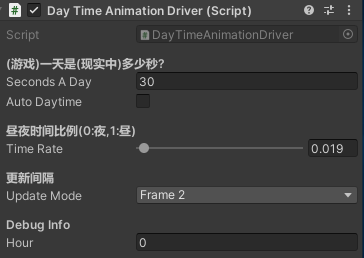 Day Time Animation Driver (Script)
Script DayTimeAnimationDriver
(游戏)一天是(现实中)多少秒?
Seconds A Day 30
Auto Daytime
昼夜时间比例(0:夜,1:昼)
Time Rate 0.019
更新间隔
Update Mode Frame 2
Debug Info
Hour 0